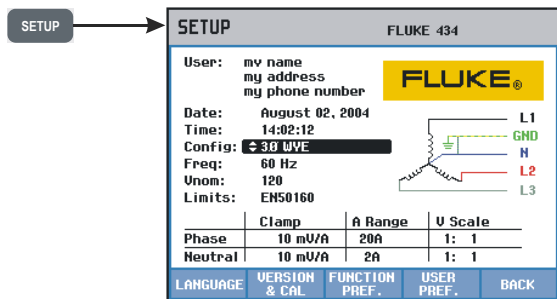 SETUP
SETUP FLUKE 434
User: my name
my address
my phone number
FLUKE®
Date: August 02, 2004
Time: 14:02:12
Config: 3Ø WYE
Freq: 60 Hz
Vnom: 120
Limits: EN50160
L1
GND
N
L2
L3
Clamp A Range V Scale
Phase 10 mV/A 20A 1: 1
Neutral 10 mV/A 2A 1: 1
LANGUAGE VERSION & CAL FUNCTION PREF. USER PREF. BACK